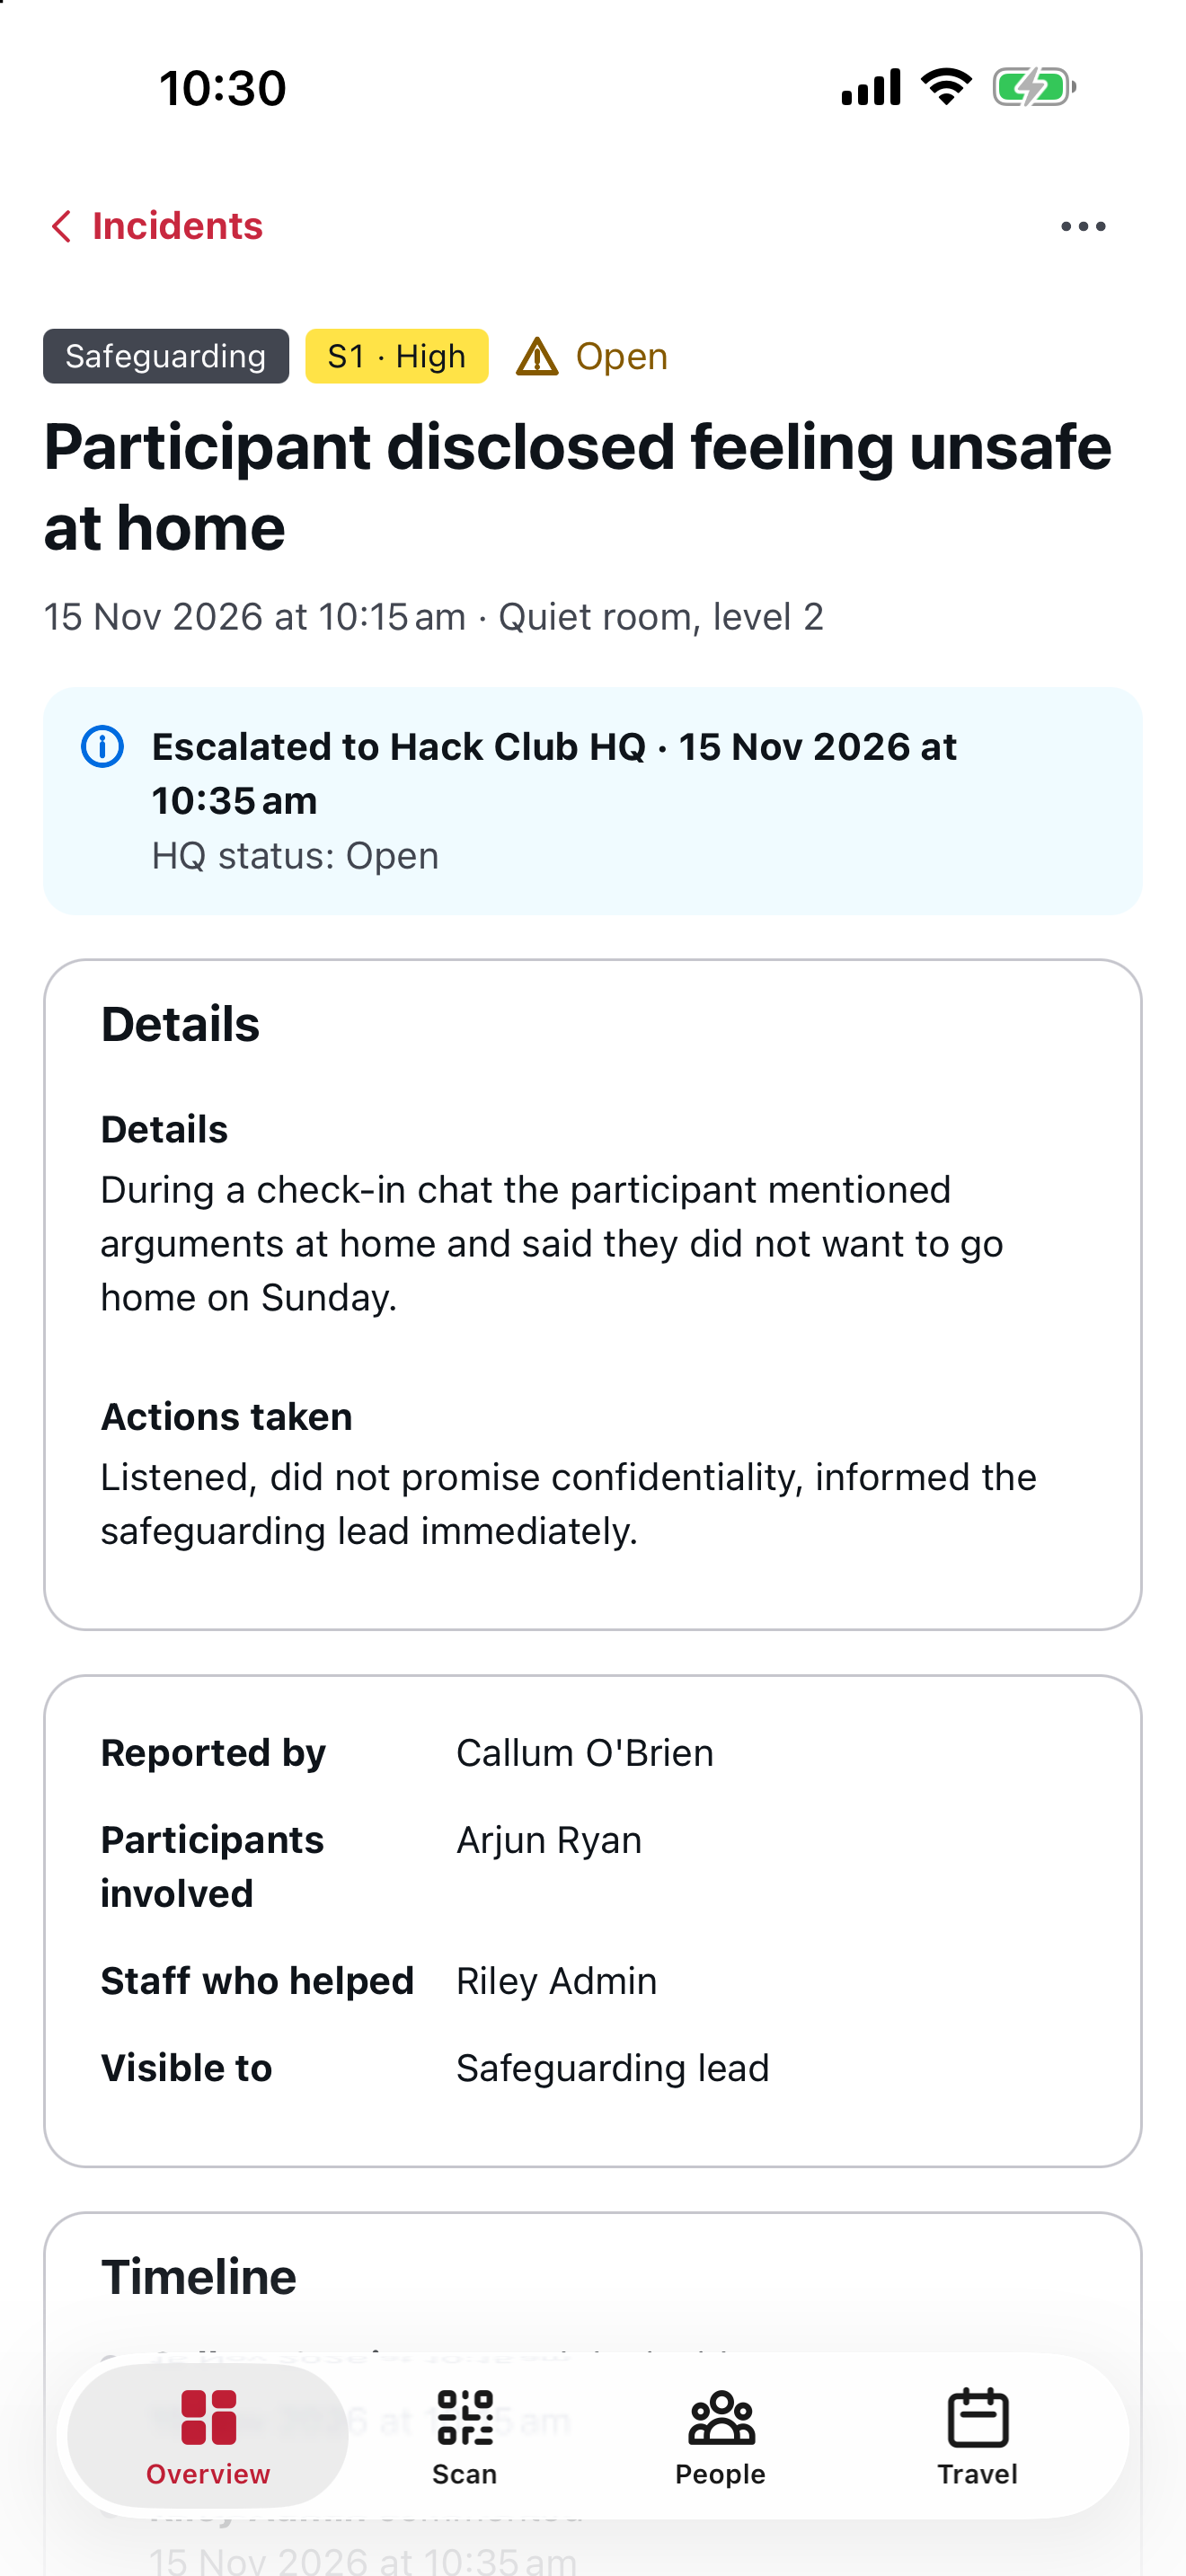 10:30
Incidents
Safeguarding
S1 · High
Open
Participant disclosed feeling unsafe
at home
15 Nov 2026 at 10:15 am · Quiet room, level 2
Escalated to Hack Club HQ · 15 Nov 2026 at
10:35 am
HQ status: Open
Details
Details
During a check-in chat the participant mentioned
arguments at home and said they did not want to go
home on Sunday.
Actions taken
Listened, did not promise confidentiality, informed the
safeguarding lead immediately.
Reported by
Callum O'Brien
Participants
involved
Arjun Ryan
Staff who helped
Riley Admin
Visible to
Safeguarding lead
Timeline
Overview
Scan
People
Travel
15 Nov 2026 at 10:35 am